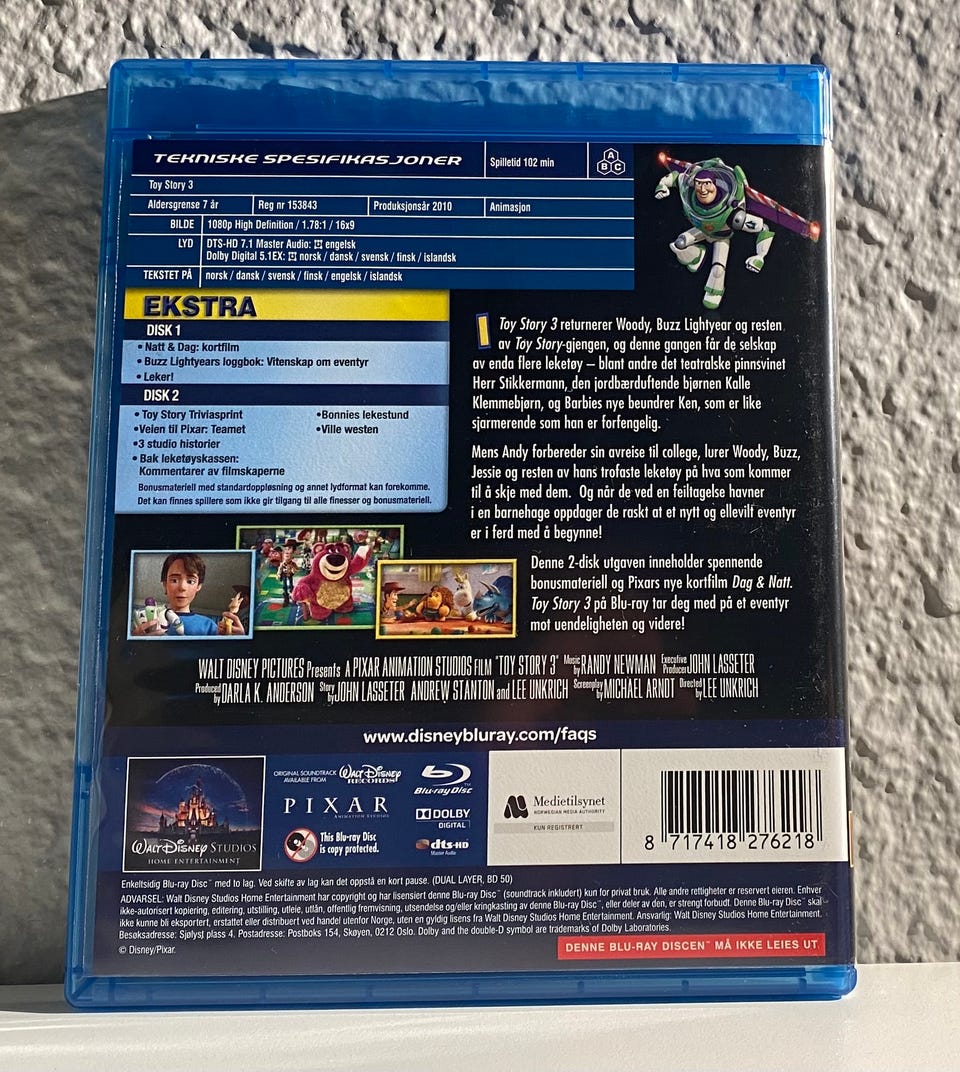 TEKNISKE SPESIFIKASJONER
Spilletid 102 min
A
B C
Toy Story 3
Aldersgrense 7 år
Reg nr 153843
Produksjonsår 2010
Animasjon
BILDE 1080p High Definition / 1.78:1 / 16x9
LYD DTS-HD 7.1 Master Audio: engelsk
Dolby Digital 5.1EX: norsk / dansk / svensk / finsk / islandsk
TEKSTET PÅ norsk / dansk / svensk / finsk / engelsk / islandsk
EKSTRA
DISK 1
• Natt & Dag: kortfilm
• Buzz Lightyears loggbok: Vitenskap om eventyr
• Leker!
DISK 2
• Toy Story Triviasprint
• Veien til Pixar: Teamet
• 3 studio historier
• Bak leketøyskassen:
Kommentarer av filmskaperne
• Bonnies lekestund
• Ville westen
Bonusmateriell med standardoppløsning og annet lydformat kan forekomme.
Det kan finnes spillere som ikke gir tilgang til alle finesser og bonusmateriell.
I Toy Story 3 returnerer Woody, Buzz Lightyear og resten
av Toy Story-gjengen, og denne gangen får de selskap
av enda flere leketøy – blant andre det teatralske pinnsvinet
Herr Stikkermann, den jordbærduftende bjørnen Kalle
Klemmebjørn, og Barbies nye beundrer Ken, som er like
sjarmerende som han er forfengelig.
Mens Andy forbereder sin avreise til college, lurer Woody, Buzz,
Jessie og resten av hans trofaste leketøy på hva som kommer
til å skje med dem. Og når de ved en feiltagelse havner
i en barnehage oppdager de raskt at et nytt og ellevilt eventyr
er i ferd med å begynne!
Denne 2-disk utgaven inneholder spennende
bonusmateriell og Pixars nye kortfilm Dag & Natt.
Toy Story 3 på Blu-ray tar deg med på et eventyr
mot uendeligheten og videre!
WALT DISNEY PICTURES Presents A PIXAR ANIMATION STUDIOS FILM "TOY STORY 3" Music by RANDY NEWMAN Executive Producer JOHN LASSETER
Produced by DARLA K. ANDERSON Story by JOHN LASSETER ANDREW STANTON and LEE UNKRICH Screenplay by MICHAEL ARNDT Directed by LEE UNKRICH
www.disneybluray.com/faqs
WALT DISNEY STUDIOS
HOME ENTERTAINMENT
ORIGINAL SOUNDTRACK
AVAILABLE FROM
WALT DISNEY
RECORDS
PIXAR
ANIMATION STUDIOS
This Blu-ray Disc
is copy protected.
Blu-ray Disc
DOLBY
DIGITAL
dts-HD
Master Audio
Medietilsynet
NORWEGIAN MEDIA AUTHORITY
KUN REGISTRERT
8 717418 276218
Enkeltsidig Blu-ray Disc™ med to lag. Ved skifte av lag kan det oppstå en kort pause. (DUAL LAYER, BD 50)
ADVARSEL: Walt Disney Studios Home Entertainment har copyright og har lisensiert denne Blu-ray Disc™ (soundtrack inkludert) kun for privat bruk. Alle andre rettigheter er reservert eieren. Enhver
ikke-autorisert kopiering, editering, utstilling, utleie, utlån, offentlig fremvisning, utsendelse og/eller kringkasting av denne Blu-ray Disc™, eller deler av den, er strengt forbudt. Denne Blu-ray Disc™ skal
ikke kunne bli eksportert, erstattet eller distribuert ved handel utenfor Norge, uten en gyldig lisens fra Walt Disney Studios Home Entertainment. Ansvarlig: Walt Disney Studios Home Entertainment.
Besøksadresse: Sjølyst plass 4. Postadresse: Postboks 154, Skøyen, 0212 Oslo. Dolby and the double-D symbol are trademarks of Dolby Laboratories.
© Disney/Pixar.
DENNE BLU-RAY DISCEN™ MÅ IKKE LEIES UT